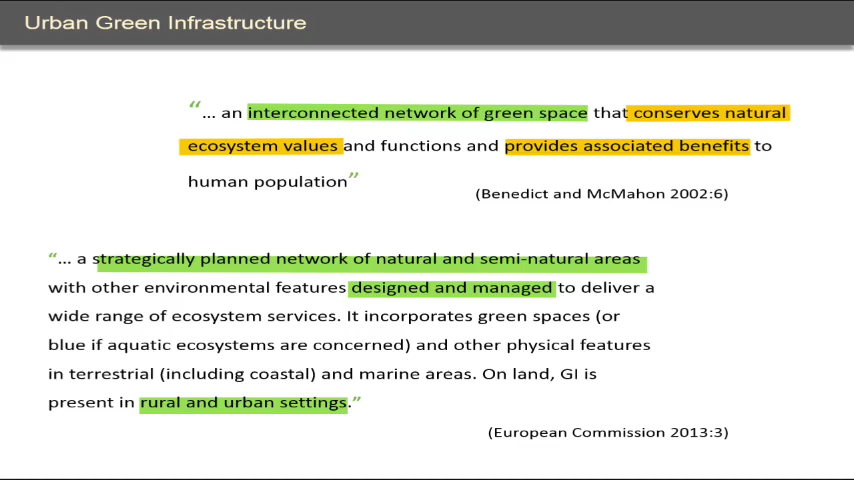 Urban Green Infrastructure
“... an interconnected network of green space that conserves natural
ecosystem values and functions and provides associated benefits to
human population”
(Benedict and McMahon 2002:6)
“... a strategically planned network of natural and semi-natural areas
with other environmental features designed and managed to deliver a
wide range of ecosystem services. It incorporates green spaces (or
blue if aquatic ecosystems are concerned) and other physical features
in terrestrial (including coastal) and marine areas. On land, GI is
present in rural and urban settings.”
(European Commission 2013:3)